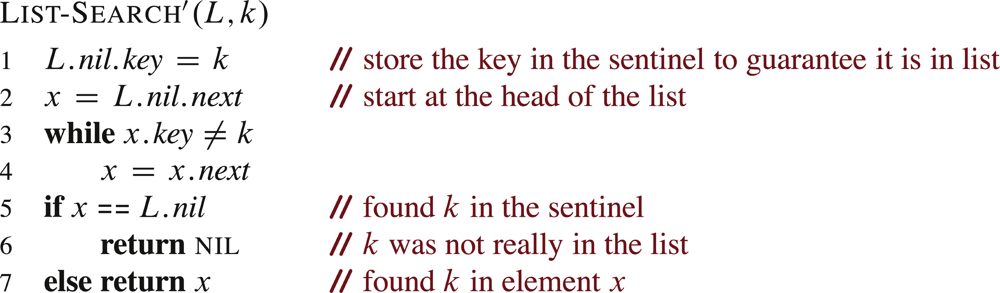 LIST-SEARCH′(L, k)
1 L.nil.key = k // store the key in the sentinel to guarantee it is in list
2 x = L.nil.next // start at the head of the list
3 while x.key ≠ k
4 x = x.next
5 if x == L.nil // found k in the sentinel
6 return NIL // k was not really in the list
7 else return x // found k in element x